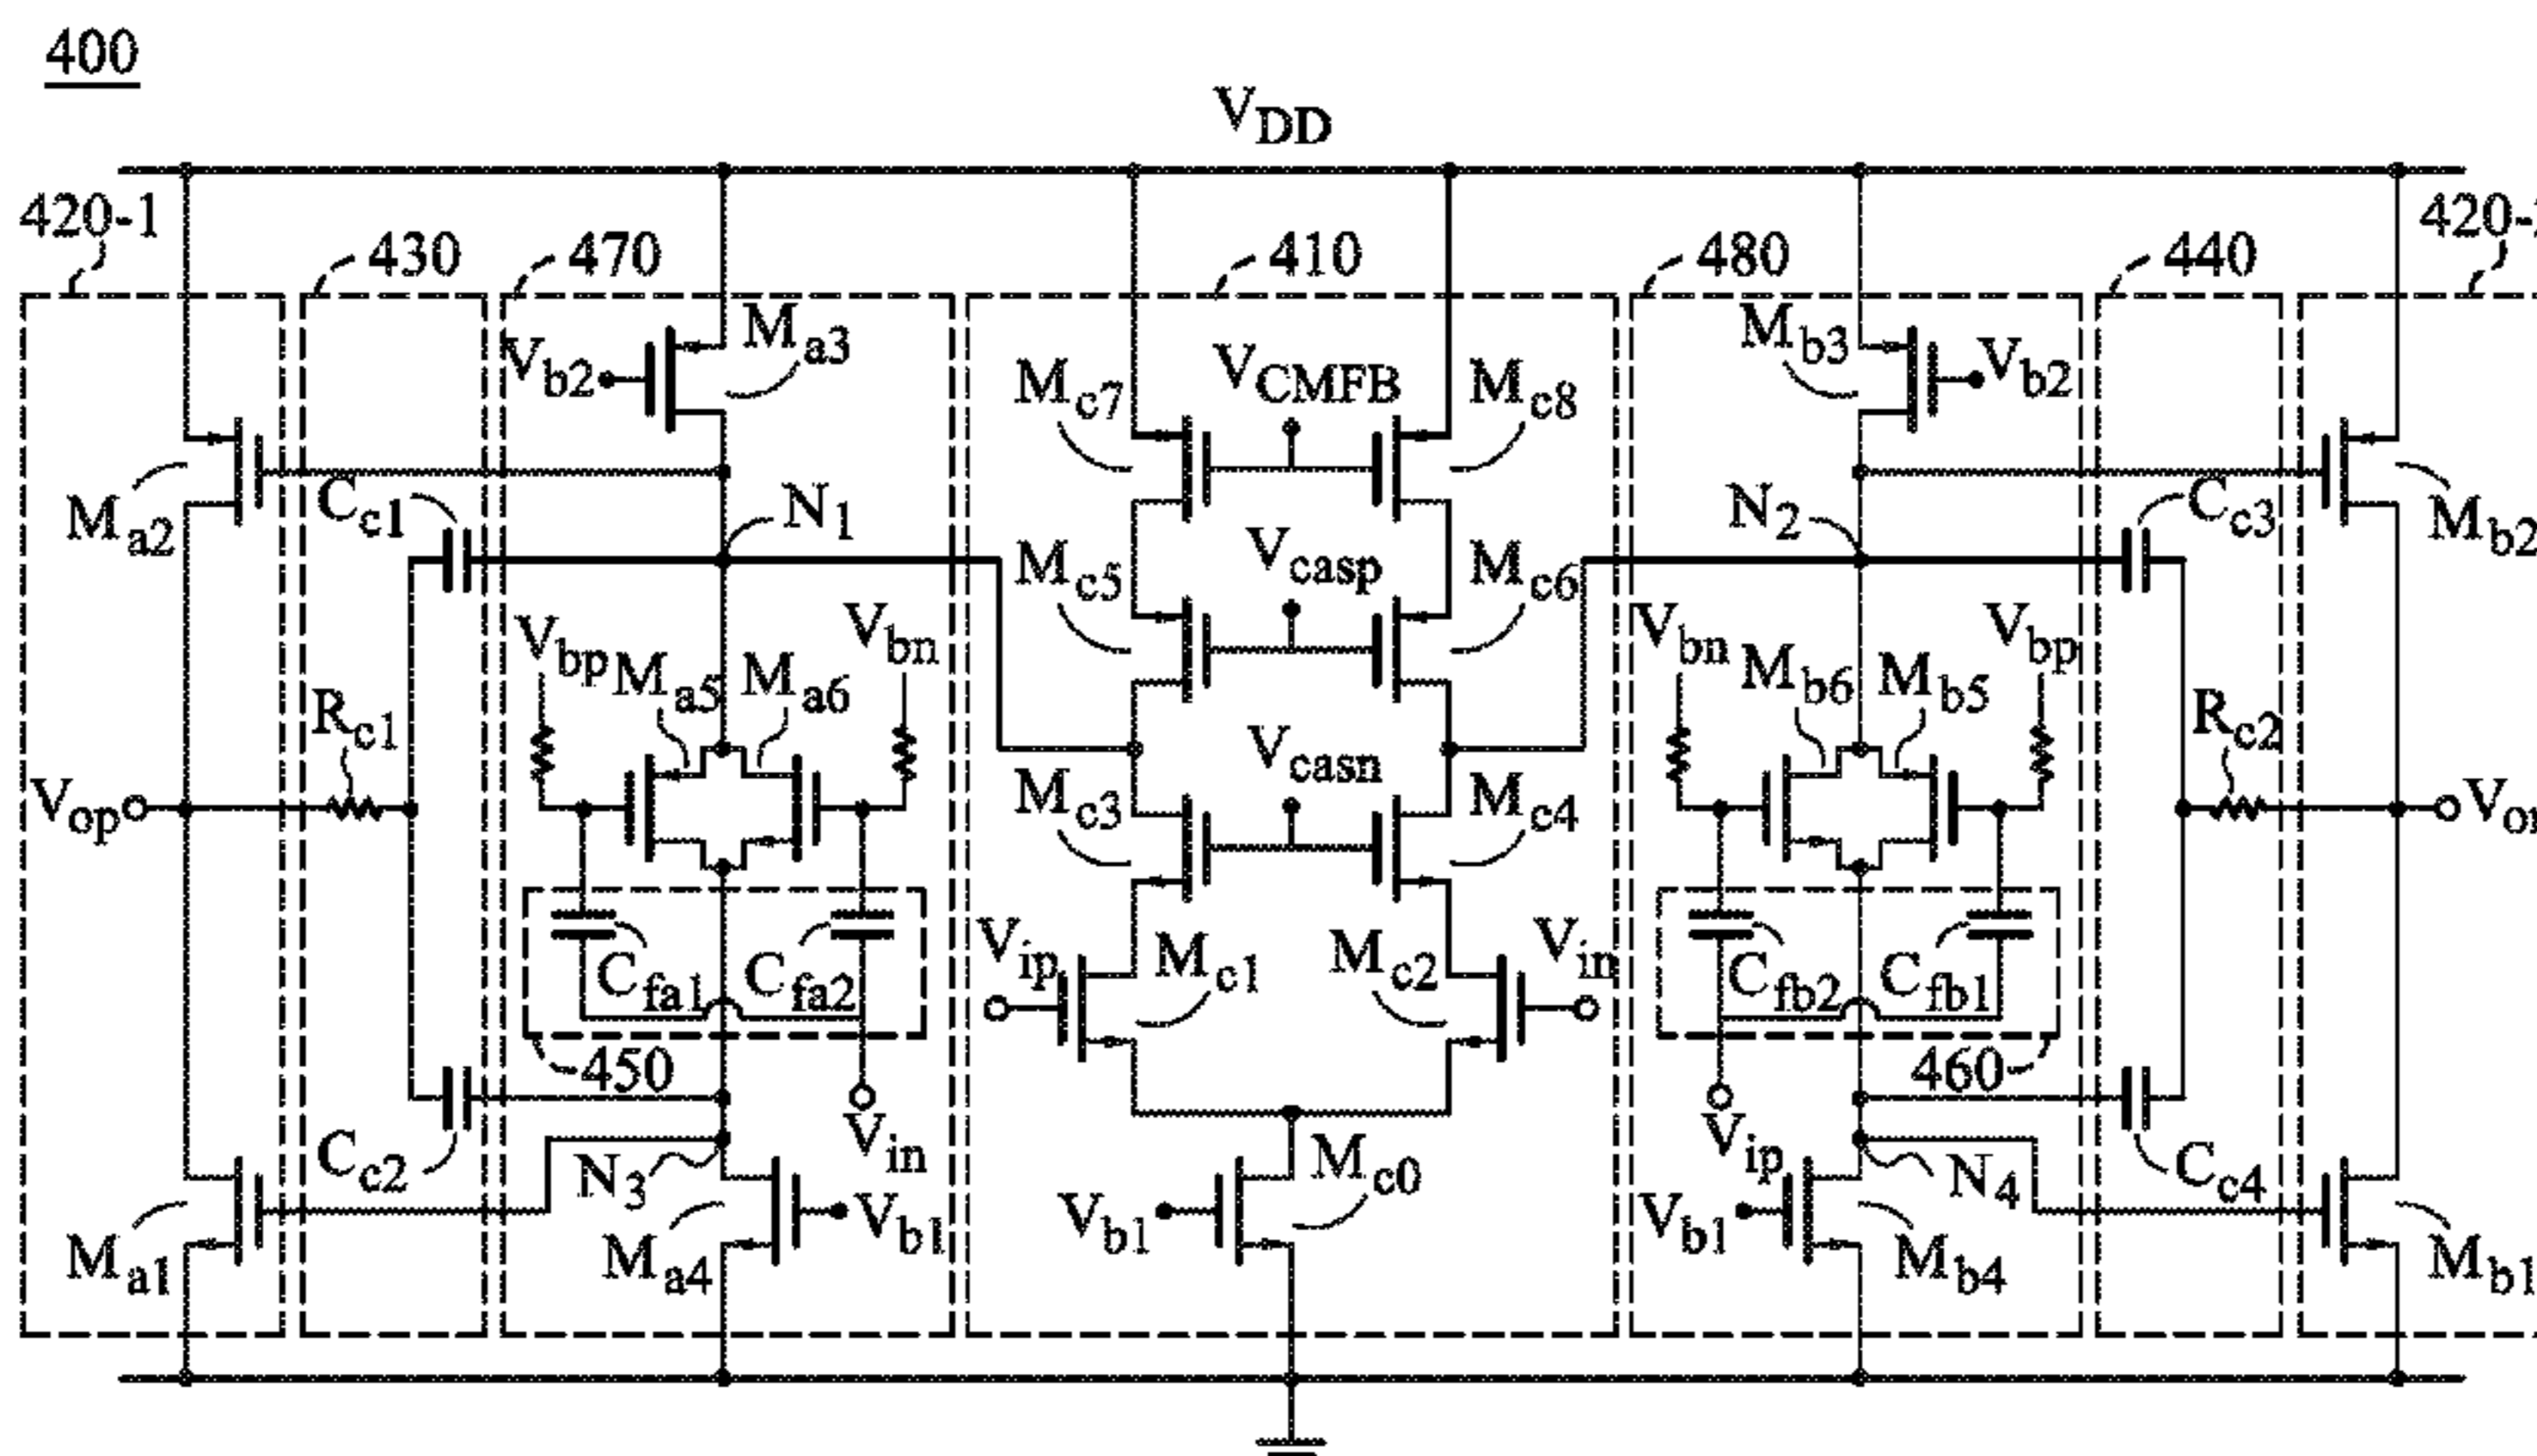 400
VDD
420-1
430
470
410
480
440
420-
Vb2
Ma3
Mc7
VCMFB
Mc8
Mb3
Vb2
Ma2
Cc1
N1
Mc5
Vcasp
Mc6
N2
Cc3
Mb2
Vbp
Ma5
Ma6
Vbn
Vbn
Mb6
Mb5
Vbp
Rc1
Vcasn
Rc2
Vop
Mc3
Mc4
Vo
Cfa1
Cfa2
Vip
Mc1
Mc2
Vin
Cfb2
Cfb1
450
460
Vin
Vip
Cc2
N3
Mc0
N4
Cc4
Ma1
Ma4
Vb1
Vb1
Vb1
Mb4
Mb1